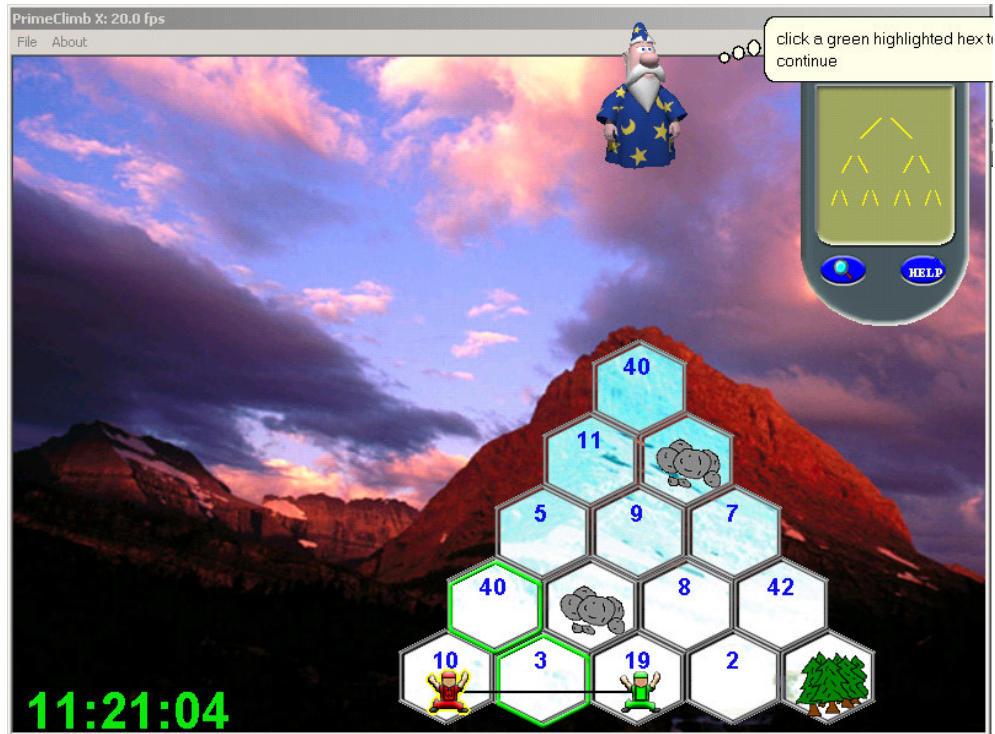 PrimeClimb X: 20.0 fps
File About
click a green highlighted hex to
continue
HELP
40
11
5 9 7
40 8 42
10 3 19 2
11:21:04